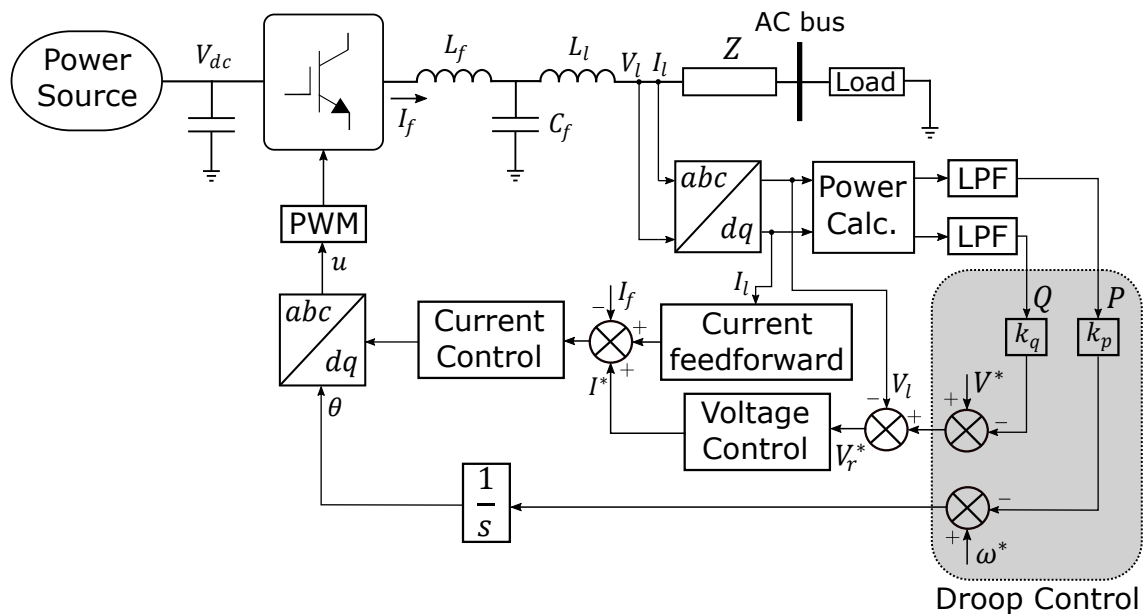 AC bus
Power
Source
V_dc
L_f
L_l
V_l I_l
Z
Load
I_f
C_f
abc
dq
Power
Calc.
LPF
LPF
PWM
u
I_l
Q
P
abc
dq
Current
Control
- I_f
+
+
I*
Current
feedforward
k_q
k_p
V_l
V*
-
+
+
-
Voltage
Control
V_r*
θ
1
s
-
+
ω*
Droop Control